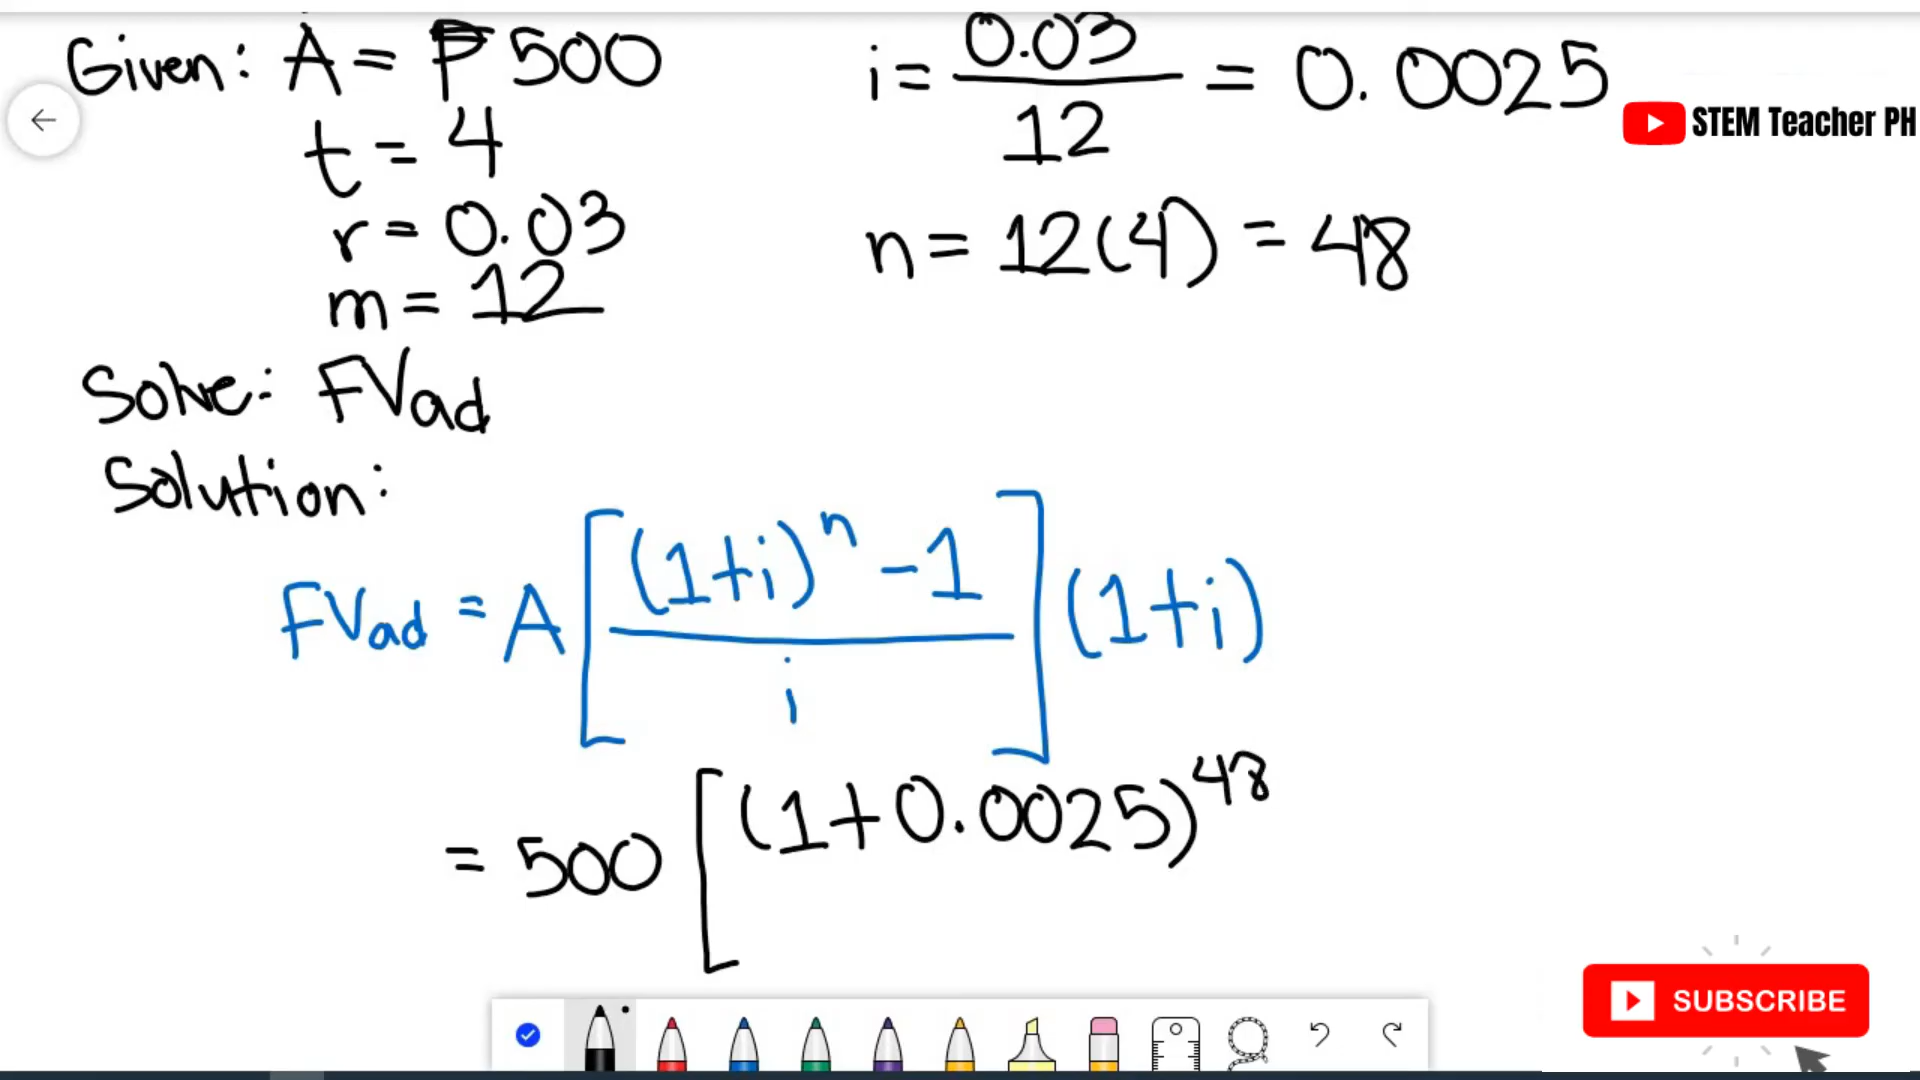 Given: A = ₱500
t = 4
r = 0.03
m = 12
i = 0.03/12 = 0.0025
n = 12(4) = 48
STEM Teacher PH
Solve: FVad
Solution:
FVad = A [ (1+i)^n - 1 / i ] (1+i)
= 500 [ (1+0.0025)^48
SUBSCRIBE